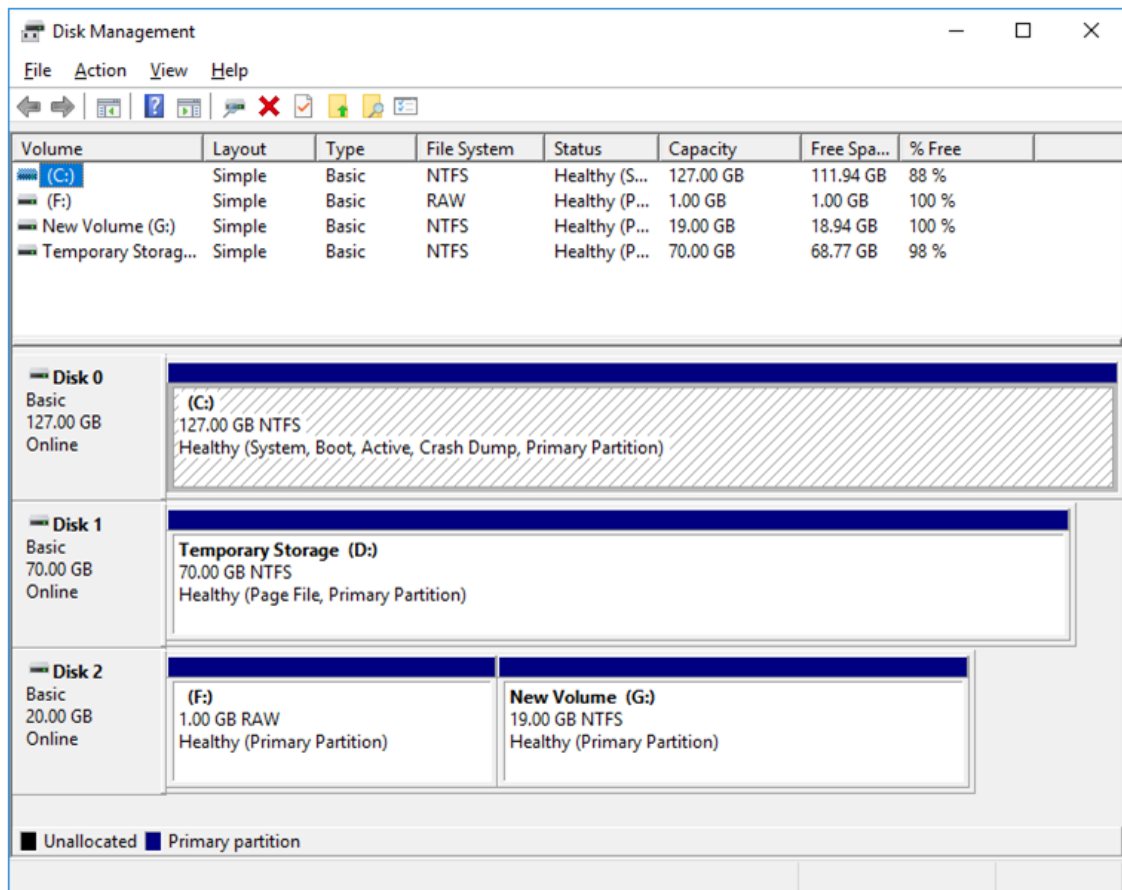 Disk Management
File Action View Help
Volume Layout Type File System Status Capacity Free Spa... % Free
(C:) Simple Basic NTFS Healthy (S... 127.00 GB 111.94 GB 88 %
(F:) Simple Basic RAW Healthy (P... 1.00 GB 1.00 GB 100 %
New Volume (G:) Simple Basic NTFS Healthy (P... 19.00 GB 18.94 GB 100 %
Temporary Storag... Simple Basic NTFS Healthy (P... 70.00 GB 68.77 GB 98 %
Disk 0
Basic
127.00 GB
Online
(C:)
127.00 GB NTFS
Healthy (System, Boot, Active, Crash Dump, Primary Partition)
Disk 1
Basic
70.00 GB
Online
Temporary Storage (D:)
70.00 GB NTFS
Healthy (Page File, Primary Partition)
Disk 2
Basic
20.00 GB
Online
(F:)
1.00 GB RAW
Healthy (Primary Partition)
New Volume (G:)
19.00 GB NTFS
Healthy (Primary Partition)
Unallocated Primary partition